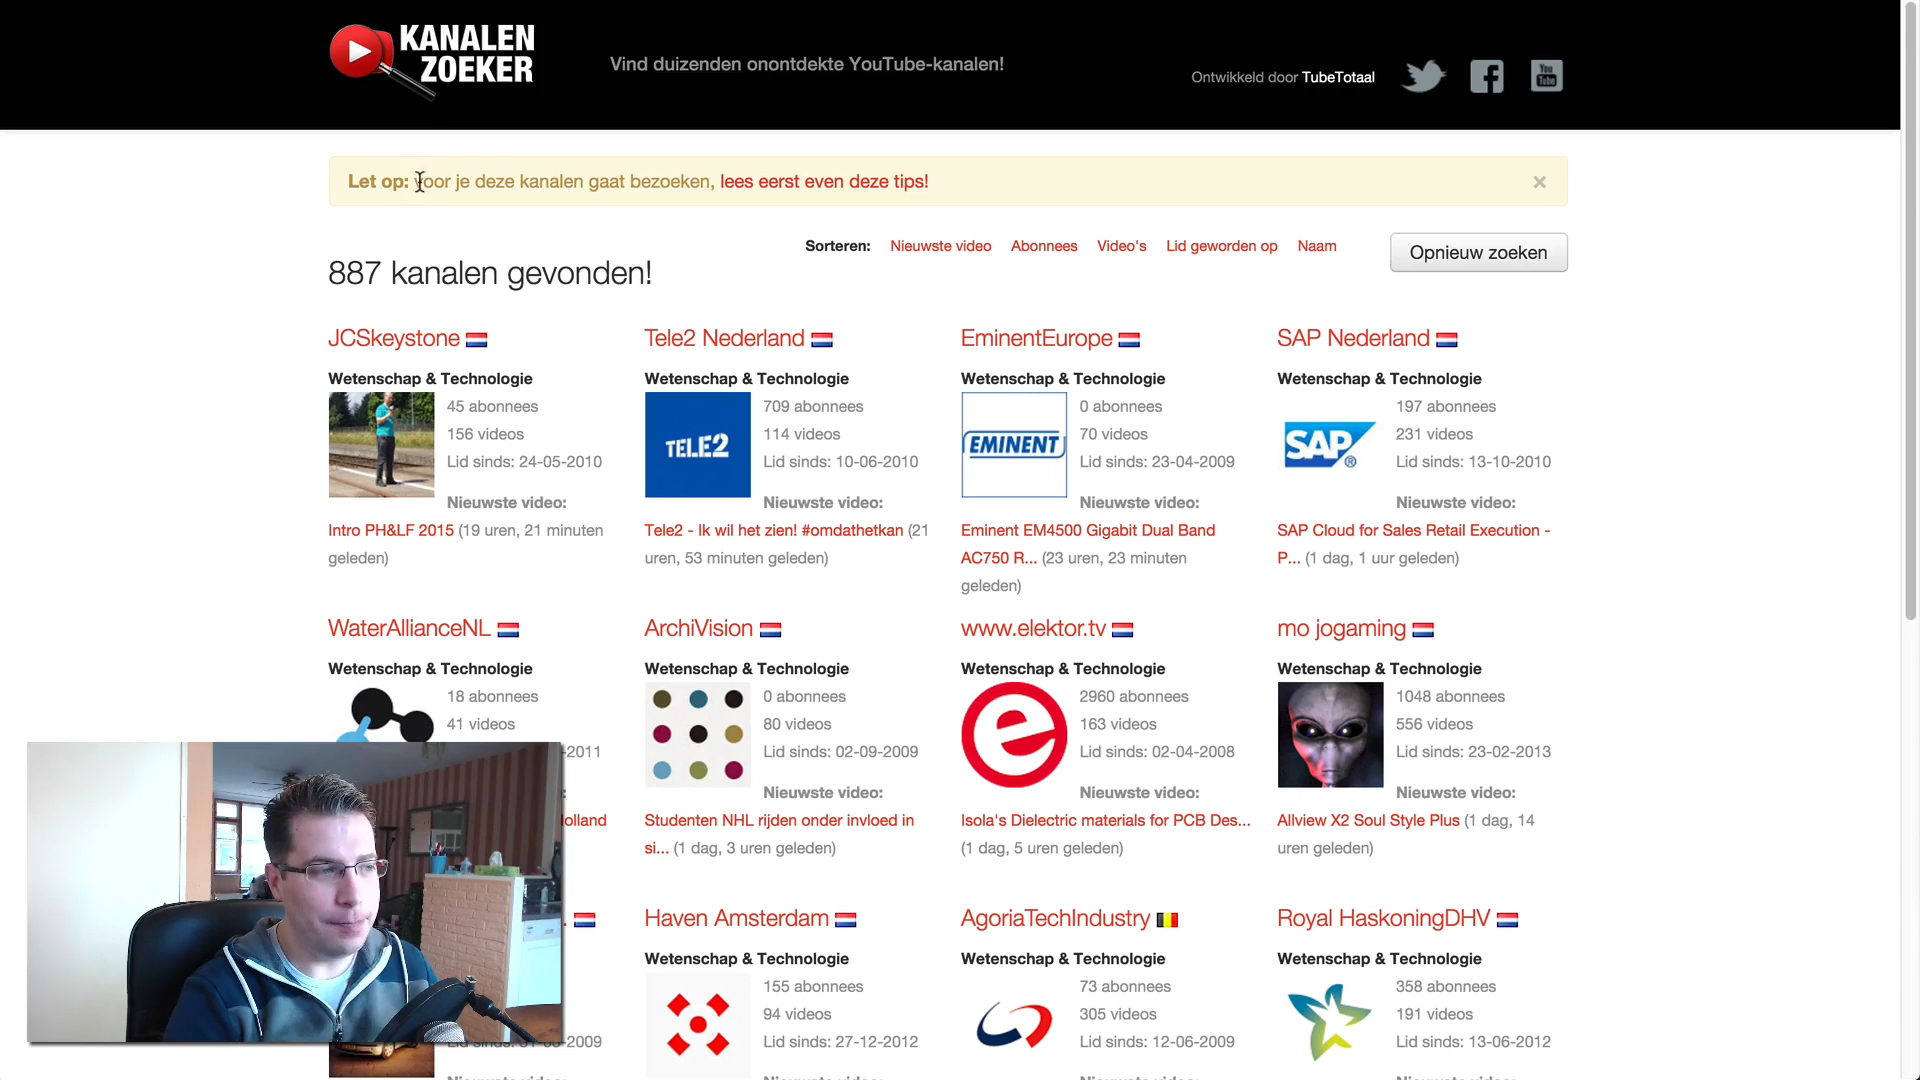 KANALEN
ZOEKER
Vind duizenden onontdekte YouTube-kanalen!
Ontwikkeld door TubeTotaal
You
Tube
Let op: voor je deze kanalen gaat bezoeken, lees eerst even deze tips!
×
Sorteren: Nieuwste video Abonnees Video's Lid geworden op Naam
Opnieuw zoeken
887 kanalen gevonden!
JCSkeystone
Wetenschap & Technologie
45 abonnees
156 videos
Lid sinds: 24-05-2010
Nieuwste video:
Intro PH&LF 2015 (19 uren, 21 minuten
geleden)
Tele2 Nederland
Wetenschap & Technologie
TELE2
709 abonnees
114 videos
Lid sinds: 10-06-2010
Nieuwste video:
Tele2 - Ik wil het zien! #omdathetkan (21
uren, 53 minuten geleden)
EminentEurope
Wetenschap & Technologie
EMINENT
0 abonnees
70 videos
Lid sinds: 23-04-2009
Nieuwste video:
Eminent EM4500 Gigabit Dual Band
AC750 R... (23 uren, 23 minuten
geleden)
SAP Nederland
Wetenschap & Technologie
SAP®
197 abonnees
231 videos
Lid sinds: 13-10-2010
Nieuwste video:
SAP Cloud for Sales Retail Execution -
P... (1 dag, 1 uur geleden)
WaterAllianceNL
Wetenschap & Technologie
18 abonnees
41 videos
-2011
:
olland
ArchiVision
Wetenschap & Technologie
0 abonnees
80 videos
Lid sinds: 02-09-2009
Nieuwste video:
Studenten NHL rijden onder invloed in
si... (1 dag, 3 uren geleden)
www.elektor.tv
Wetenschap & Technologie
e
2960 abonnees
163 videos
Lid sinds: 02-04-2008
Nieuwste video:
Isola's Dielectric materials for PCB Des...
(1 dag, 5 uren geleden)
mo jogaming
Wetenschap & Technologie
1048 abonnees
556 videos
Lid sinds: 23-02-2013
Nieuwste video:
Allview X2 Soul Style Plus (1 dag, 14
uren geleden)
-2009
Haven Amsterdam
Wetenschap & Technologie
155 abonnees
94 videos
Lid sinds: 27-12-2012
Nieuwste video:
AgoriaTechIndustry
Wetenschap & Technologie
73 abonnees
305 videos
Lid sinds: 12-06-2009
Nieuwste video:
Royal HaskoningDHV
Wetenschap & Technologie
358 abonnees
191 videos
Lid sinds: 13-06-2012
Nieuwste video: